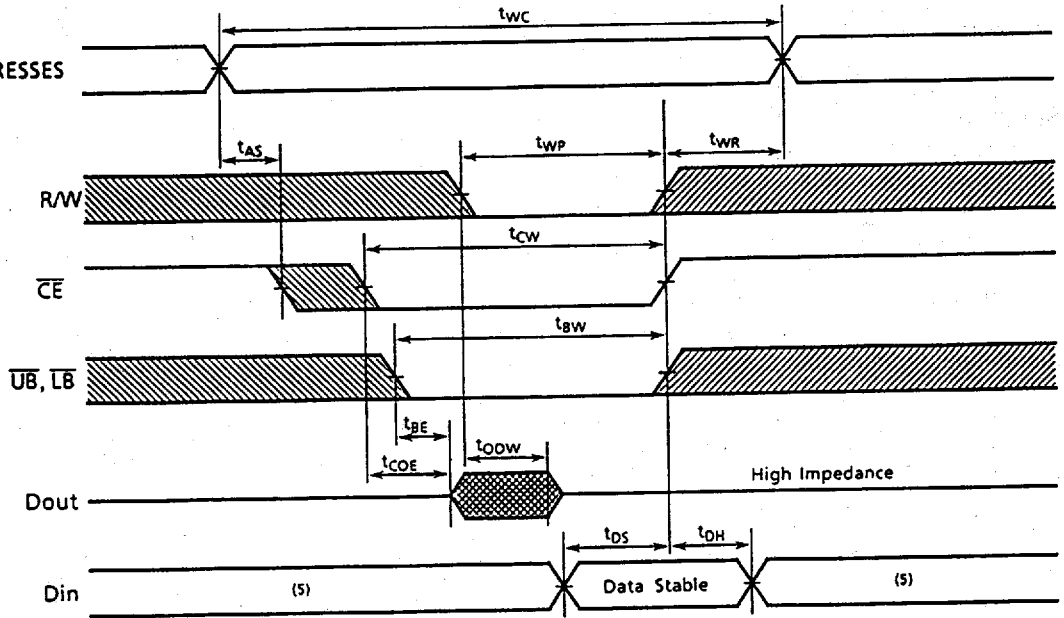 tWC
RESSES
tAS
tWP
tWR
R/W
tCW
CE
tBW
UB, LB
tBE
tODW
tCOE
High Impedance
Dout
tDS
tDH
Din
(5)
Data Stable
(5)